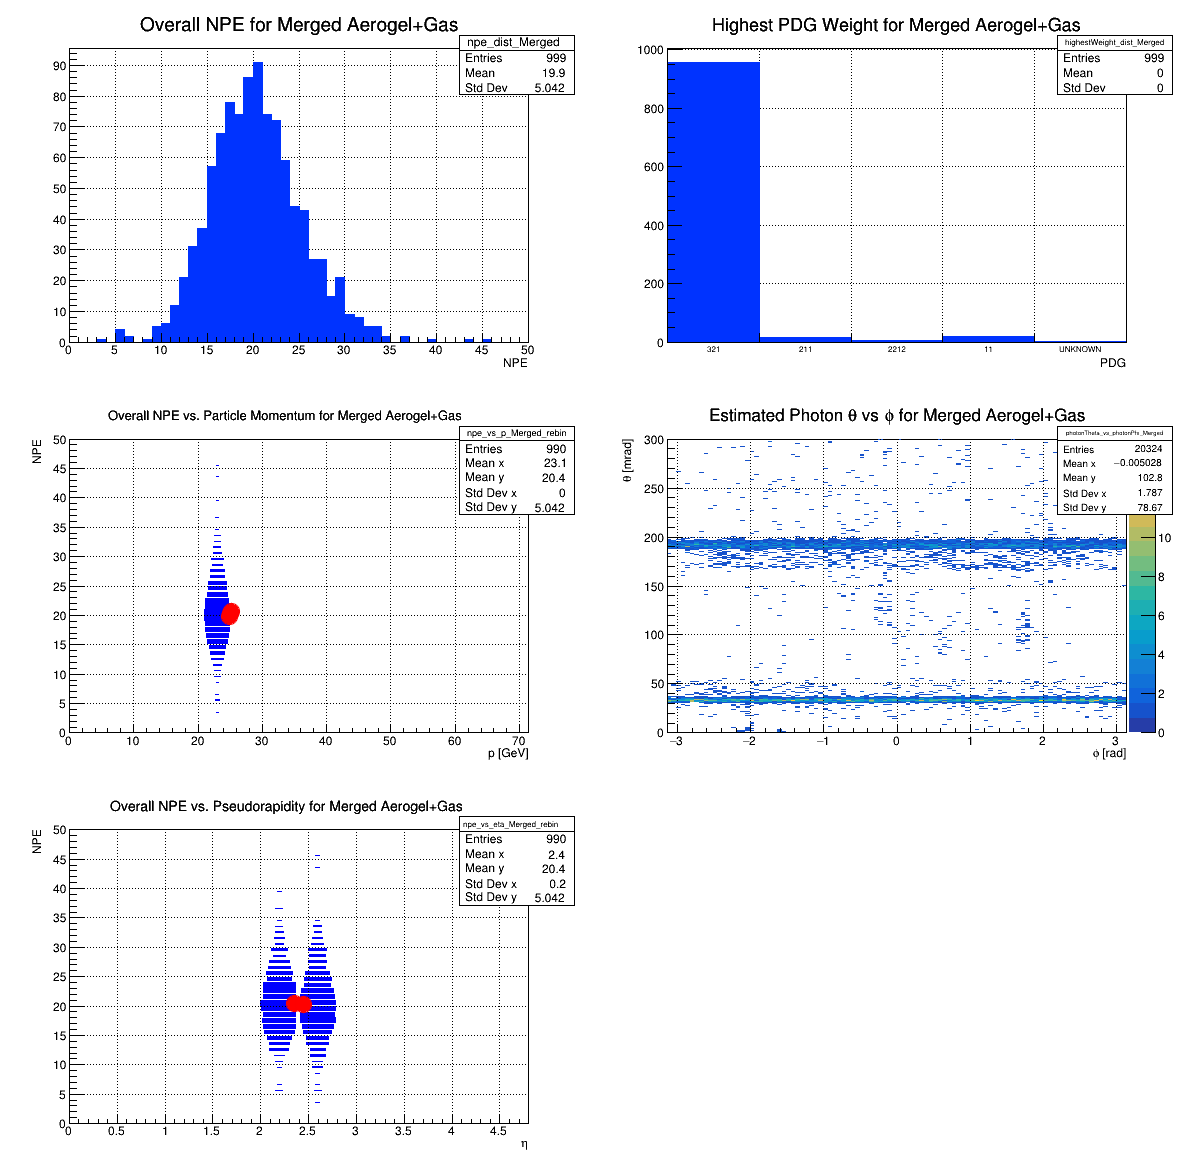 Overall NPE for Merged Aerogel+Gas
npe_dist_Merged
Entries 999
Mean 19.9
Std Dev 5.042
90
80
70
60
50
40
30
20
10
0
0 5 10 15 20 25 30 35 40 45 50
NPE
Highest PDG Weight for Merged Aerogel+Gas
highestWeight_dist_Merged
Entries 999
Mean 0
Std Dev 0
1000
800
600
400
200
0
321 211 2212 11 UNKNOWN
PDG
Overall NPE vs. Particle Momentum for Merged Aerogel+Gas
npe_vs_p_Merged_rebin
Entries 990
Mean x 23.1
Mean y 20.4
Std Dev x 0
Std Dev y 5.042
NPE
50
45
40
35
30
25
20
15
10
5
0
0 10 20 30 40 50 60 70
p [GeV]
Estimated Photon θ vs ϕ for Merged Aerogel+Gas
photonTheta_vs_photonPhi_Merged
Entries 20324
Mean x −0.005028
Mean y 102.8
Std Dev x 1.787
Std Dev y 78.67
θ [mrad]
300
250
200
150
100
50
0
−3 −2 −1 0 1 2 3
ϕ [rad]
10
8
6
4
2
0
Overall NPE vs. Pseudorapidity for Merged Aerogel+Gas
npe_vs_eta_Merged_rebin
Entries 990
Mean x 2.4
Mean y 20.4
Std Dev x 0.2
Std Dev y 5.042
NPE
50
45
40
35
30
25
20
15
10
5
0
0 0.5 1 1.5 2 2.5 3 3.5 4 4.5
η